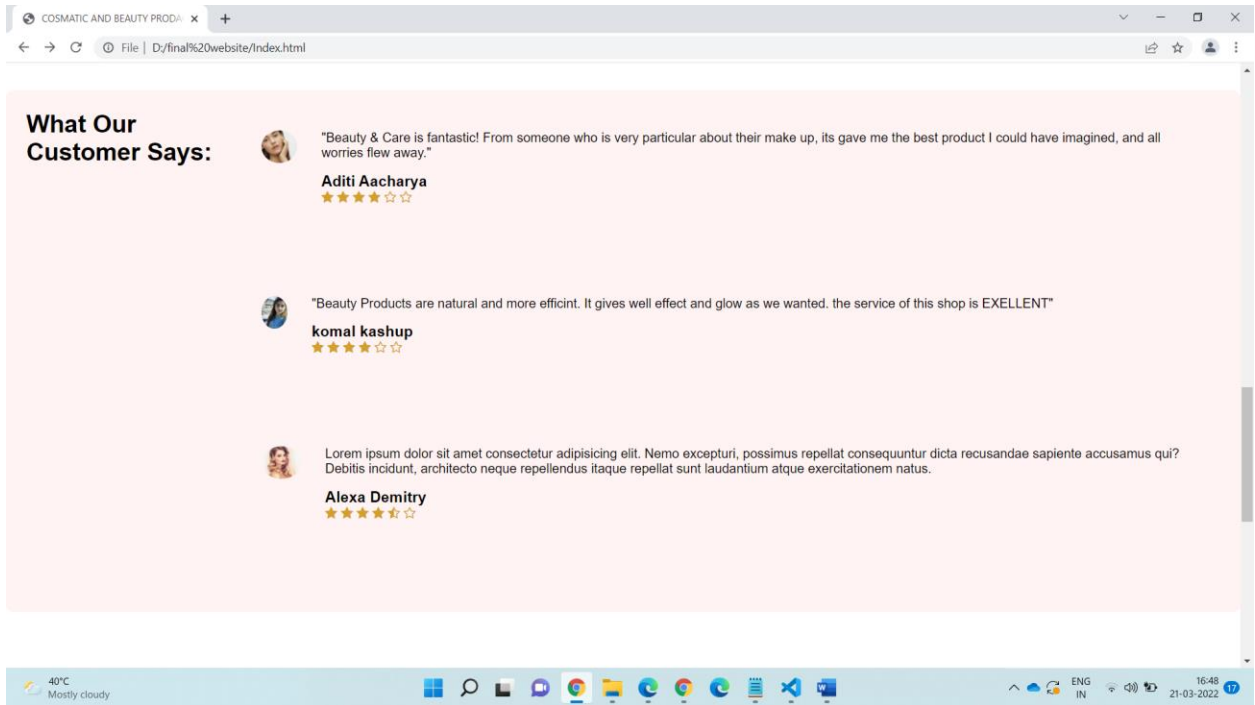 COSMATIC AND BEAUTY PRODA
File | D:/final%20website/Index.html
What Our
Customer Says:
"Beauty & Care is fantastic! From someone who is very particular about their make up, its gave me the best product I could have imagined, and all
worries flew away."
Aditi Aacharya
"Beauty Products are natural and more efficint. It gives well effect and glow as we wanted. the service of this shop is EXELLENT"
komal kashup
Lorem ipsum dolor sit amet consectetur adipisicing elit. Nemo excepturi, possimus repellat consequuntur dicta recusandae sapiente accusamus qui?
Debitis incidunt, architecto neque repellendus itaque repellat sunt laudantium atque exercitationem natus.
Alexa Demitry
40°C
Mostly cloudy
ENG
IN
16:48
21-03-2022
17